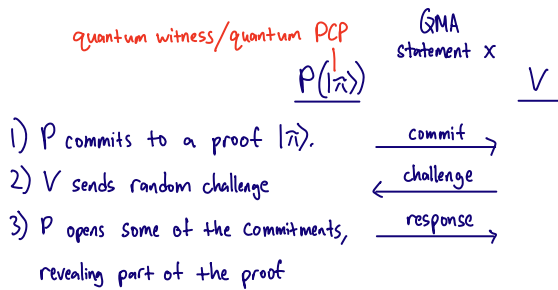 QMA
quantum witness/quantum PCP
statement x
P(|π⟩)
V
1) P commits to a proof |π⟩.
commit
2) V sends random challenge
challenge
3) P opens some of the commitments,
response
revealing part of the proof